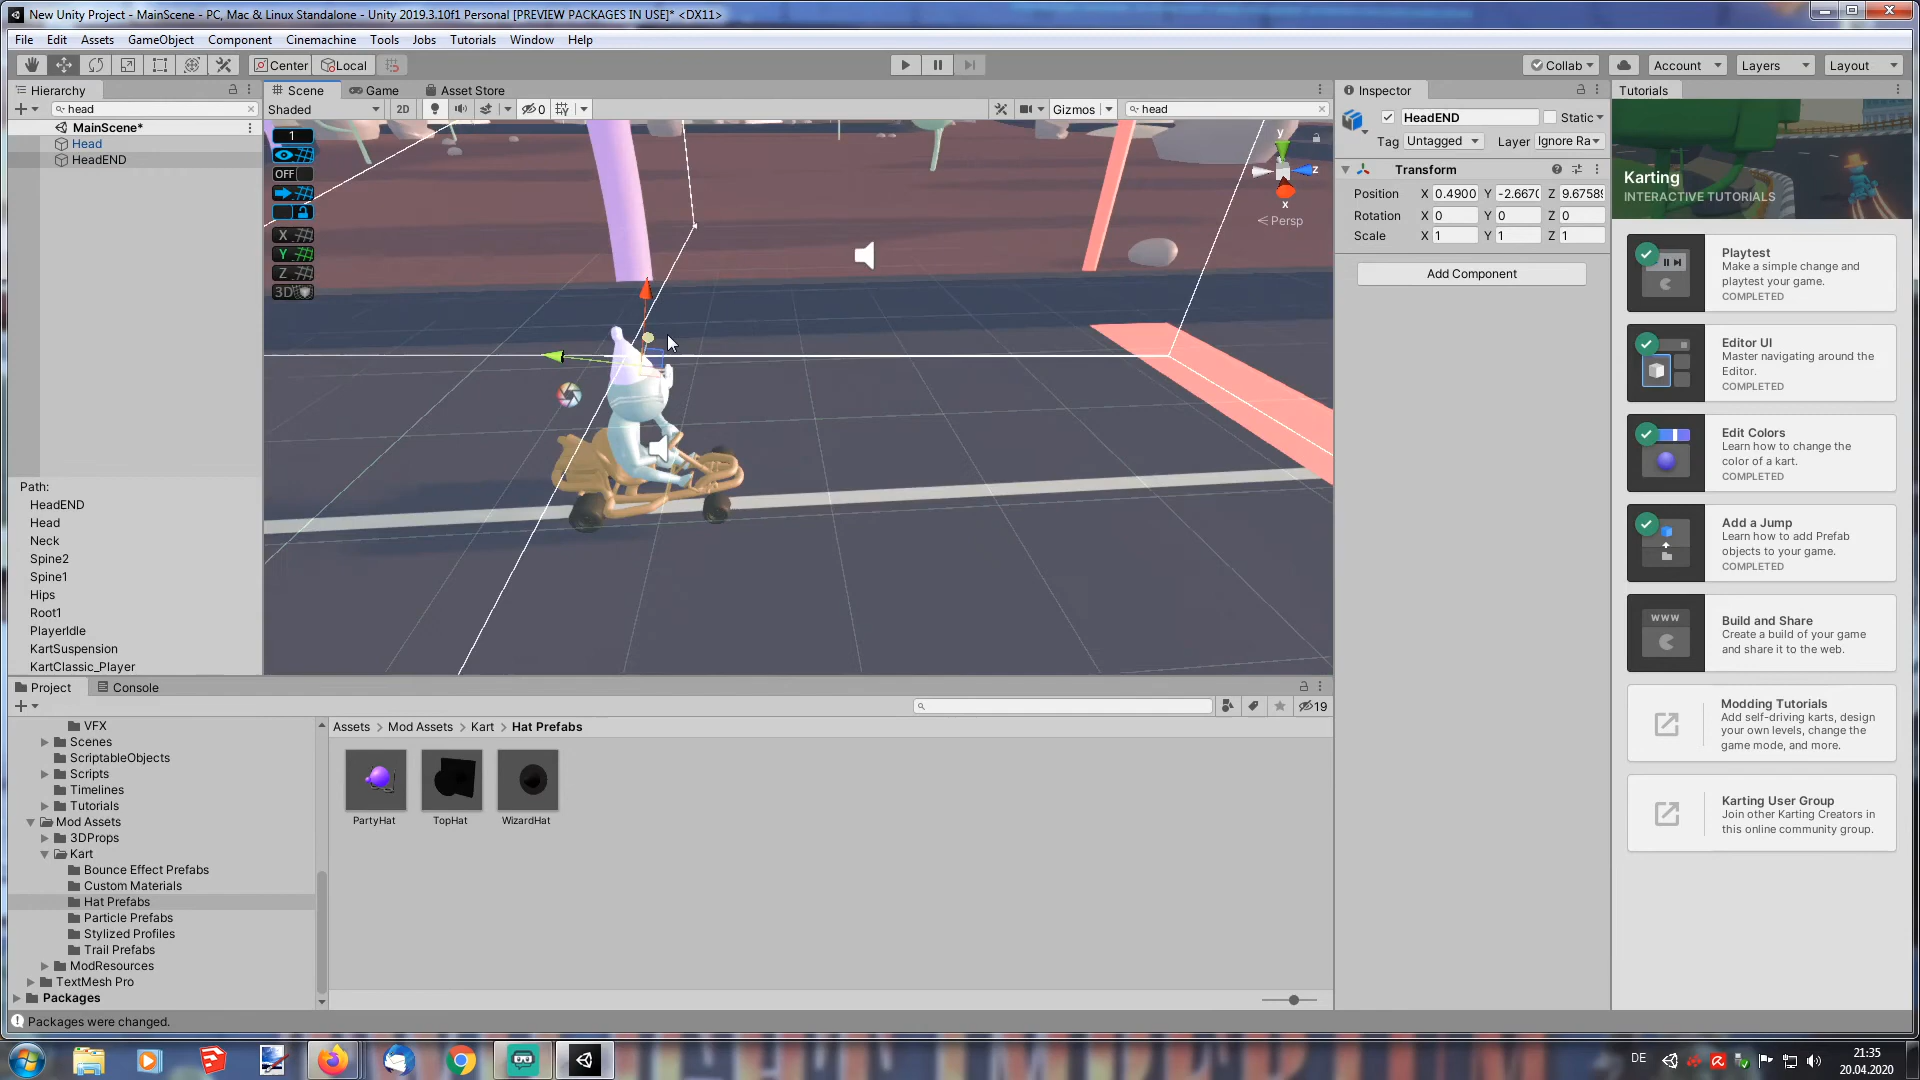 New Unity Project - MainScene - PC, Mac & Linux Standalone - Unity 2019.3.10f1 Personal [PREVIEW PACKAGES IN USE]* <DX11>
File Edit Assets GameObject Component Cinemachine Tools Jobs Tutorials Window Help
Center Local Collab Account Layers Layout
Hierarchy Scene Game Asset Store Inspector Tutorials
head Shaded 2D 0 Gizmos head HeadEND Static
MainScene*
Head
HeadEND
1
OFF
X
Y
Z
3D
y
z
x
Persp
Tag Untagged Layer Ignore Ra
Transform
Position X 0.4900 Y -2.6670 Z 9.6758
Rotation X 0 Y 0 Z 0
Scale X 1 Y 1 Z 1
Add Component
Karting
INTERACTIVE TUTORIALS
Playtest
Make a simple change and
playtest your game.
COMPLETED
Editor UI
Master navigating around the
Editor.
COMPLETED
Edit Colors
Learn how to change the
color of a kart.
COMPLETED
Add a Jump
Learn how to add Prefab
objects to your game.
COMPLETED
WWW
Build and Share
Create a build of your game
and share it to the web.
Modding Tutorials
Add self-driving karts, design
your own levels, change the
game mode, and more.
Karting User Group
Join other Karting Creators in
this online community group.
Path:
HeadEND
Head
Neck
Spine2
Spine1
Hips
Root1
PlayerIdle
KartSuspension
KartClassic_Player
Project Console
19
VFX
Scenes
ScriptableObjects
Scripts
Timelines
Tutorials
Mod Assets
3DProps
Kart
Bounce Effect Prefabs
Custom Materials
Hat Prefabs
Particle Prefabs
Stylized Profiles
Trail Prefabs
ModResources
TextMesh Pro
Packages
Assets > Mod Assets > Kart > Hat Prefabs
PartyHat TopHat WizardHat
Packages were changed.
DE
21:35
20.04.2020